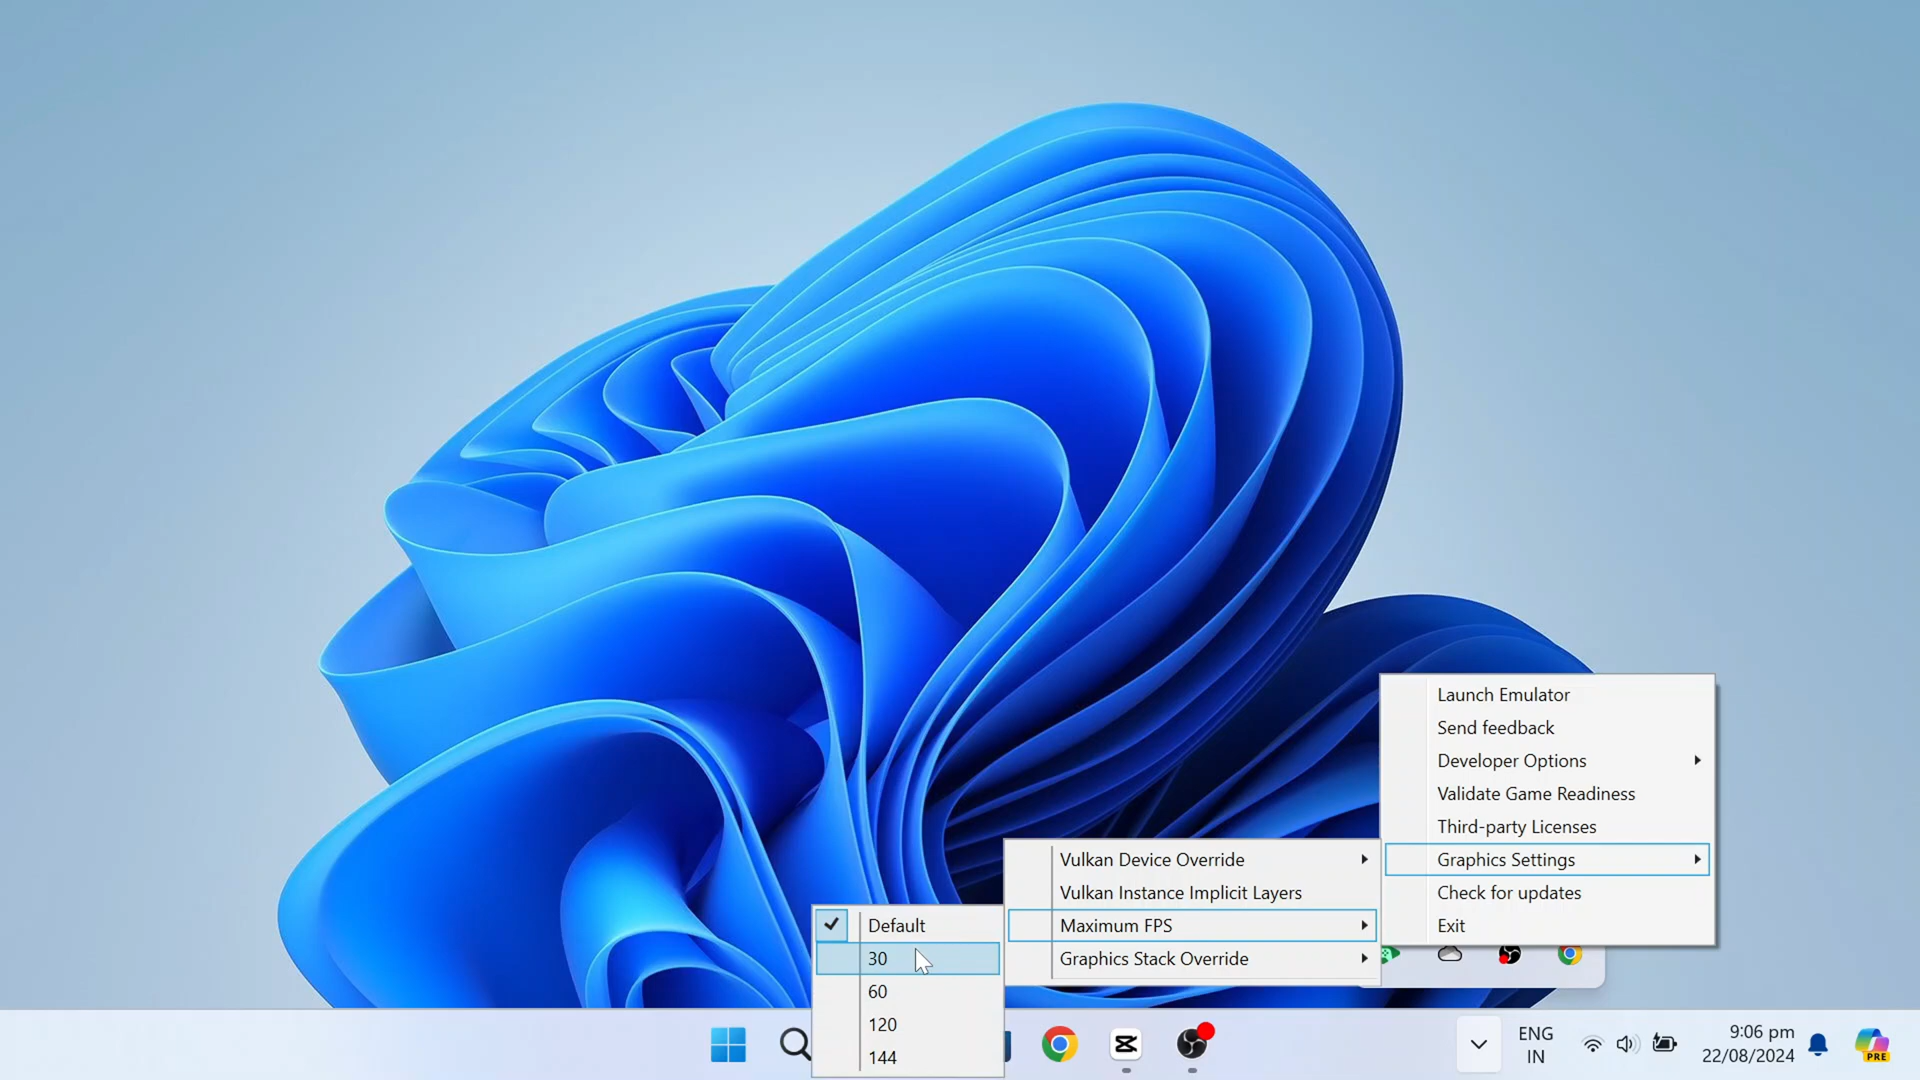 Launch Emulator
Send feedback
Developer Options
Validate Game Readiness
Third-party Licenses
Graphics Settings
Check for updates
Exit
Vulkan Device Override
Vulkan Instance Implicit Layers
Maximum FPS
Graphics Stack Override
Default
30
60
120
144
ENG
IN
9:06 pm
22/08/2024
PRE